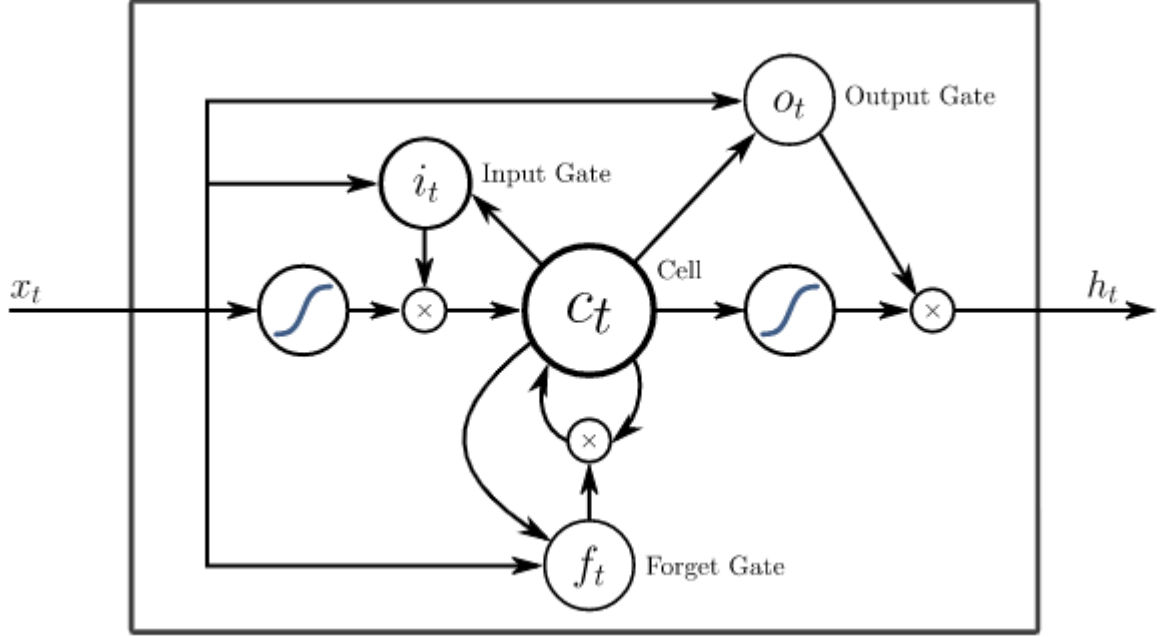 o_t Output Gate
i_t Input Gate
Cell
x_t
×
c_t
×
h_t
×
f_t Forget Gate